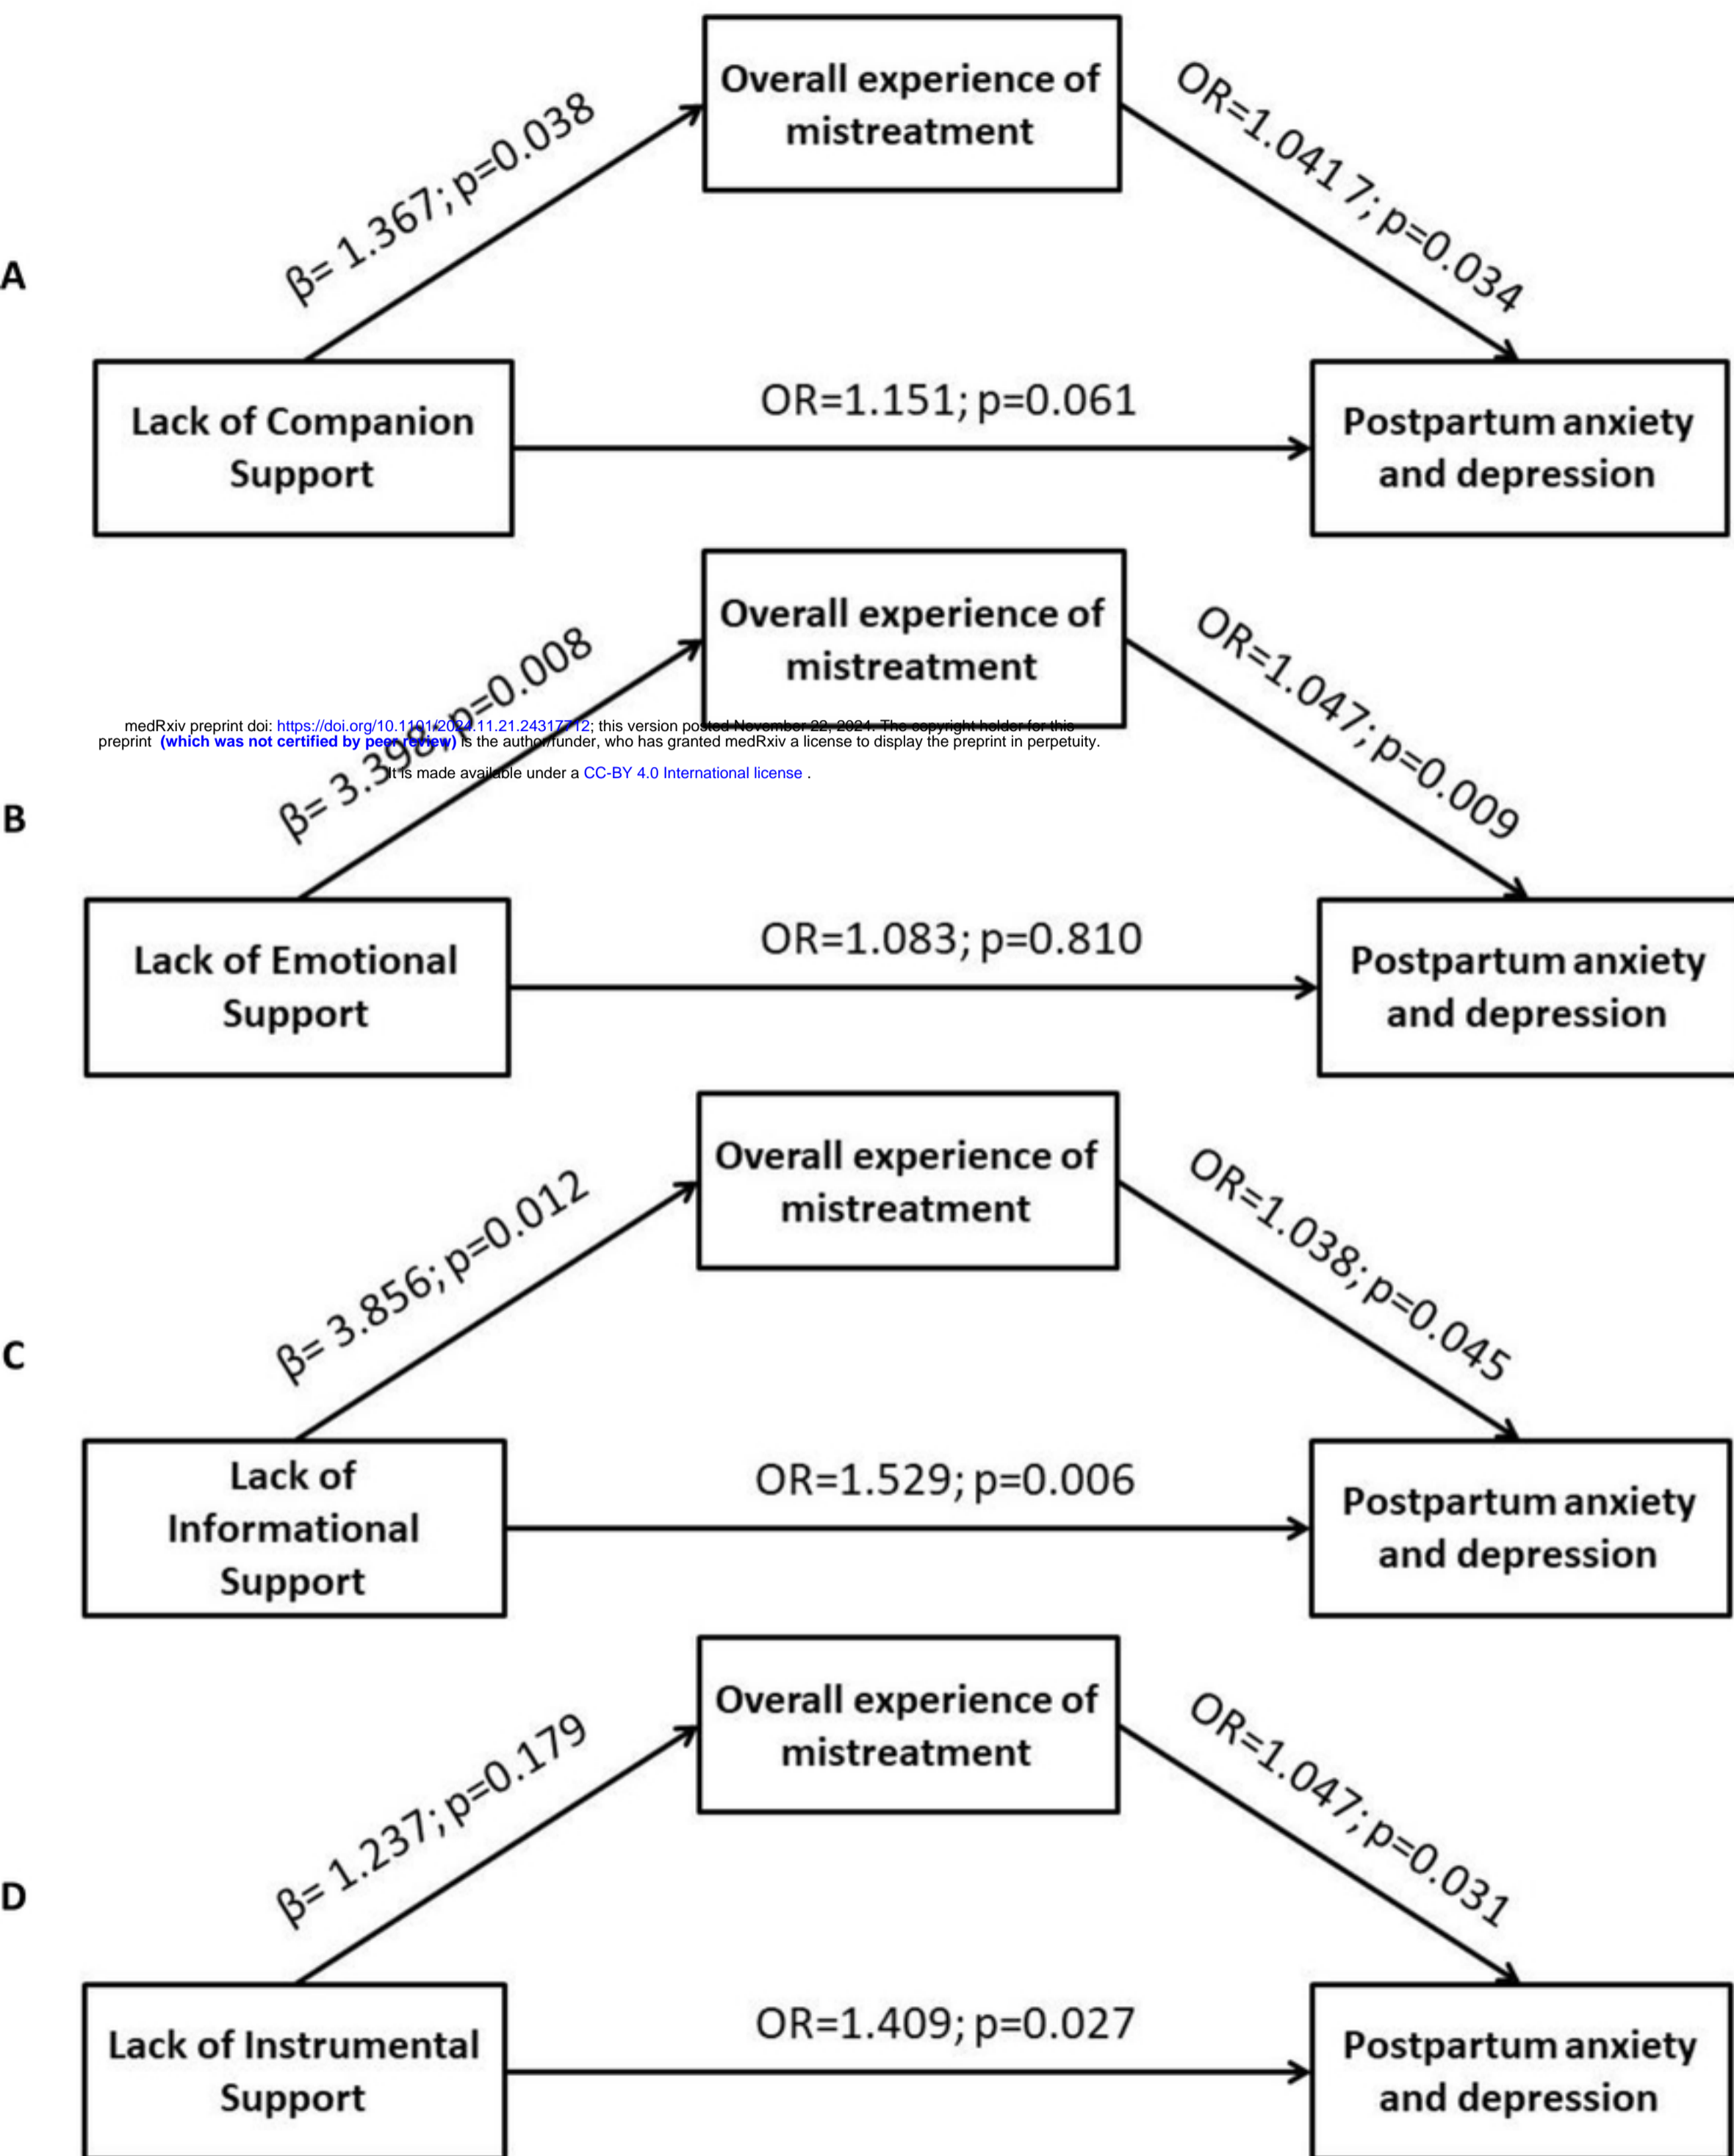 A
Overall experience of
mistreatment
β= 1.367; p=0.038
OR=1.041 7; p=0.034
Lack of Companion
Support
OR=1.151; p=0.061
Postpartum anxiety
and depression
B
Overall experience of
mistreatment
β= 3.398; p=0.008
OR=1.047; p=0.009
medRxiv preprint doi: https://doi.org/10.1101/2024.11.21.24317712; this version posted November 22, 2024. The copyright holder for this
preprint (which was not certified by peer review) is the author/funder, who has granted medRxiv a license to display the preprint in perpetuity.
It is made available under a CC-BY 4.0 International license .
Lack of Emotional
Support
OR=1.083; p=0.810
Postpartum anxiety
and depression
C
Overall experience of
mistreatment
β= 3.856; p=0.012
OR=1.038; p=0.045
Lack of
Informational
Support
OR=1.529; p=0.006
Postpartum anxiety
and depression
D
Overall experience of
mistreatment
β= 1.237; p=0.179
OR=1.047; p=0.031
Lack of Instrumental
Support
OR=1.409; p=0.027
Postpartum anxiety
and depression